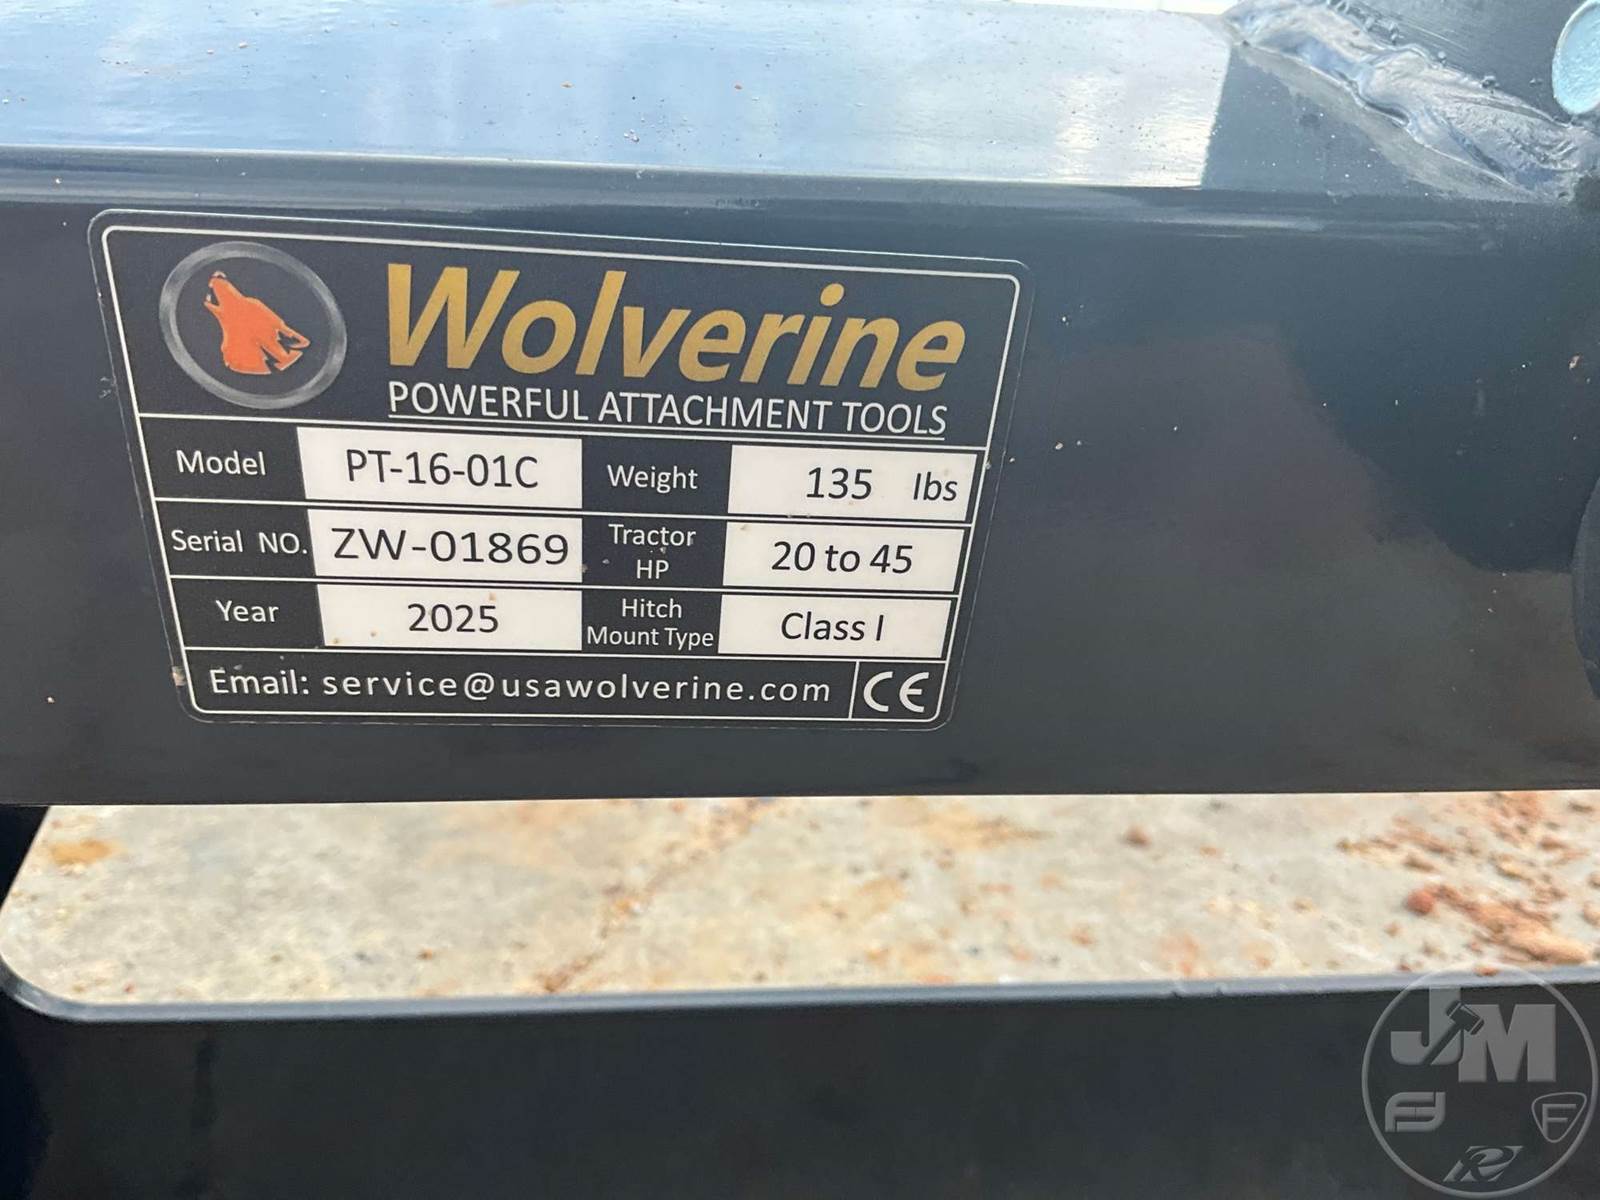 Wolverine
POWERFUL ATTACHMENT TOOLS
Model PT-16-01C Weight 135 lbs
Serial NO. ZW-01869 Tractor HP 20 to 45
Year 2025 Hitch Mount Type Class I
Email: service@usawolverine.com CE
JM
F